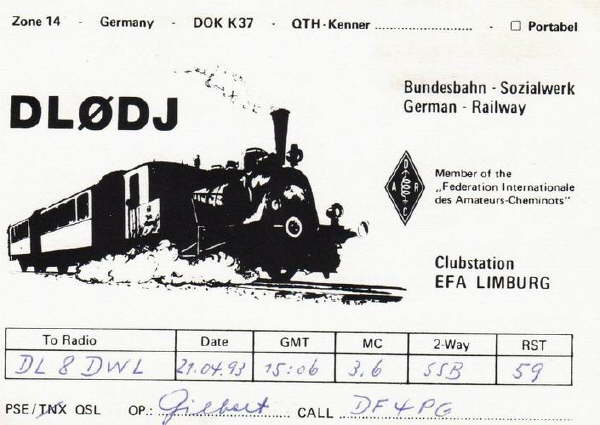 Zone 14 - Germany - DOK K37 - QTH-Kenner - □ Portabel
DLØDJ
Bundesbahn - Sozialwerk
German - Railway
D A R C
Member of the
„Federation Internationale
des Amateurs-Cheminots"
Clubstation
EFA LIMBURG
To Radio Date GMT MC 2-Way RST
DL 8 DWL 21.04.93 15:06 3.6 SSB 59
PSE/TNX QSL OP.: Gilbert CALL DF4PG